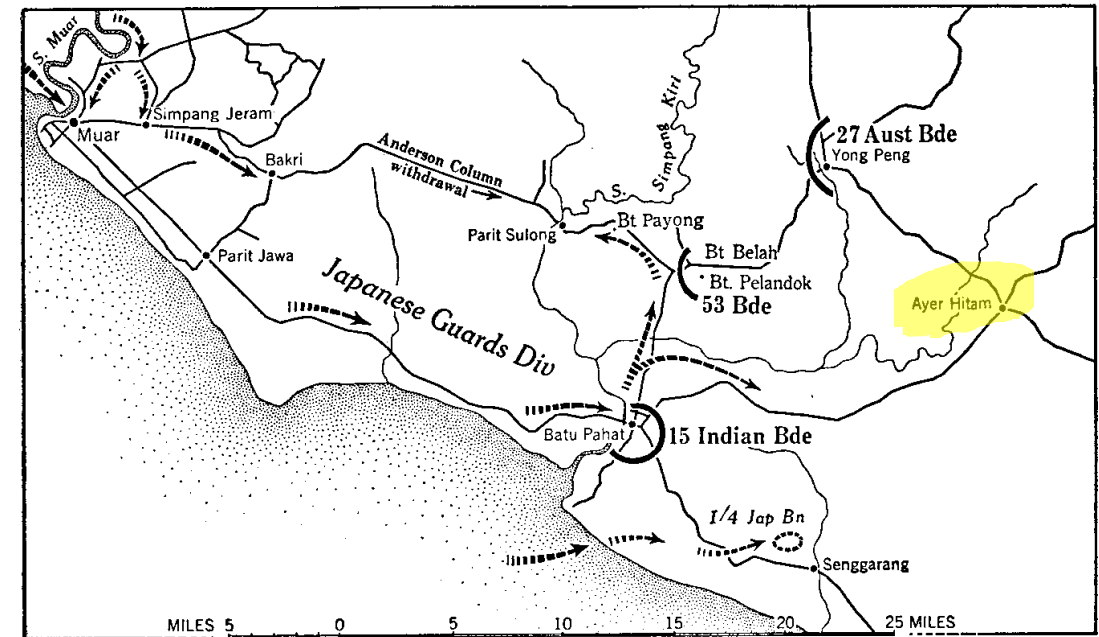 S. Muar
Simpang Jeram
Muar
Bakri
Anderson Column
withdrawal
S. Simpang Kiri
27 Aust Bde
Yong Peng
Parit Sulong
Bt Payong
Bt Belah
Bt. Pelandok
53 Bde
Parit Jawa
Ayer Hitam
Japanese Guards Div
Batu Pahat
15 Indian Bde
I/4 Jap Bn
Senggarang
MILES 5 0 5 10 15 20 25 MILES